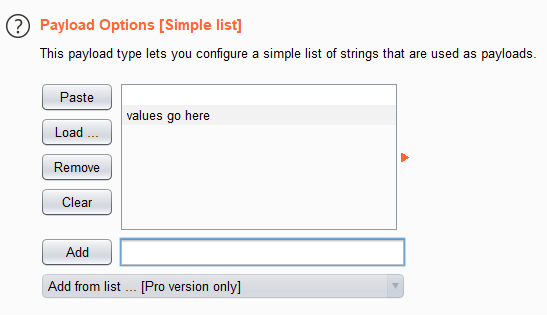 ?
Payload Options [Simple list]
This payload type lets you configure a simple list of strings that are used as payloads.
Paste
values go here
Load ...
Remove
Clear
Add
Add from list ... [Pro version only]